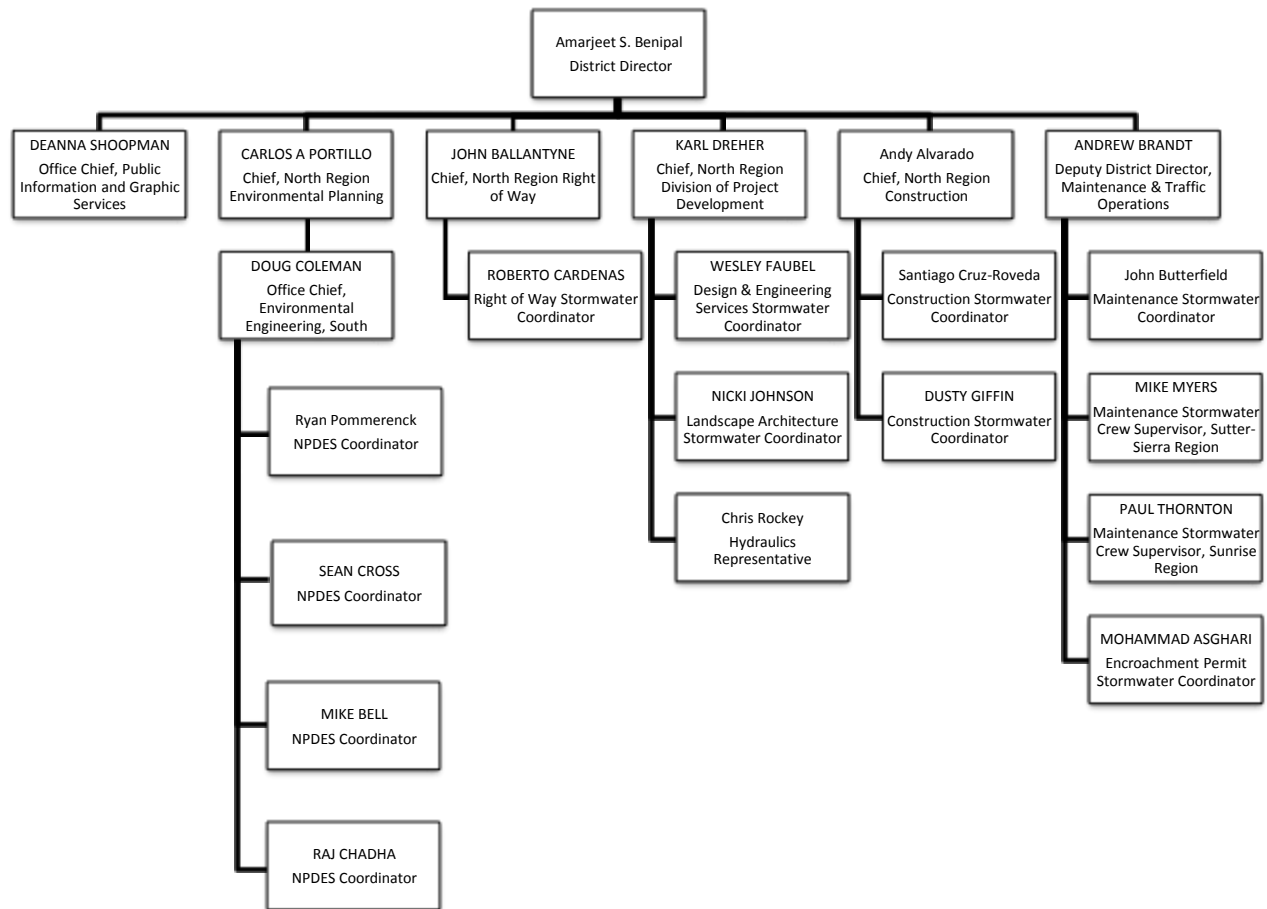 Amarjeet S. Benipal
District Director
DEANNA SHOOPMAN
Office Chief, Public
Information and Graphic
Services
CARLOS A PORTILLO
Chief, North Region
Environmental Planning
JOHN BALLANTYNE
Chief, North Region Right
of Way
KARL DREHER
Chief, North Region
Division of Project
Development
Andy Alvarado
Chief, North Region
Construction
ANDREW BRANDT
Deputy District Director,
Maintenance & Traffic
Operations
DOUG COLEMAN
Office Chief,
Environmental
Engineering, South
ROBERTO CARDENAS
Right of Way Stormwater
Coordinator
WESLEY FAUBEL
Design & Engineering
Services Stormwater
Coordinator
Santiago Cruz-Roveda
Construction Stormwater
Coordinator
John Butterfield
Maintenance Stormwater
Coordinator
Ryan Pommerenck
NPDES Coordinator
NICKI JOHNSON
Landscape Architecture
Stormwater Coordinator
DUSTY GIFFIN
Construction Stormwater
Coordinator
MIKE MYERS
Maintenance Stormwater
Crew Supervisor, Sutter-
Sierra Region
Chris Rockey
Hydraulics
Representative
PAUL THORNTON
Maintenance Stormwater
Crew Supervisor, Sunrise
Region
SEAN CROSS
NPDES Coordinator
MOHAMMAD ASGHARI
Encroachment Permit
Stormwater Coordinator
MIKE BELL
NPDES Coordinator
RAJ CHADHA
NPDES Coordinator